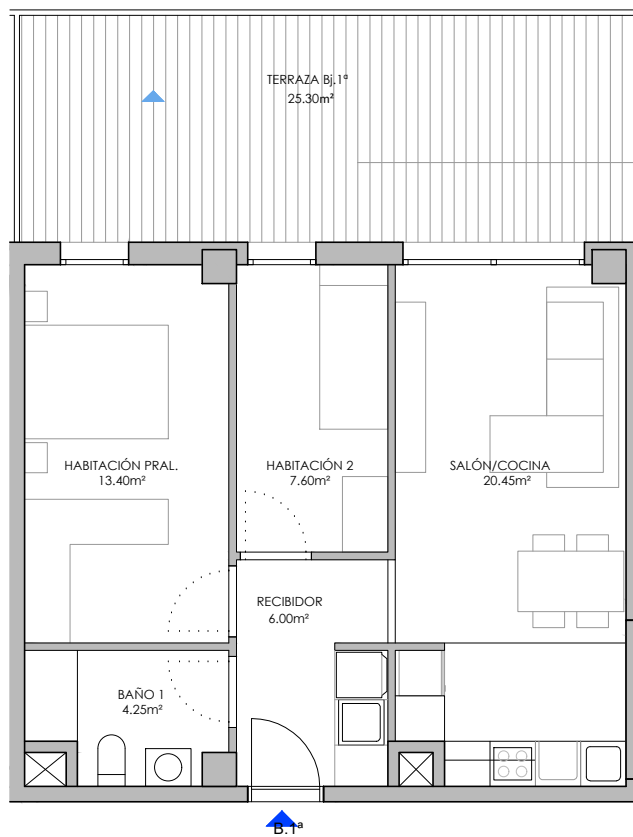 TERRAZA Bj.1ª
25.30m²
HABITACIÓN PRAL.
13.40m²
HABITACIÓN 2
7.60m²
SALÓN/COCINA
20.45m²
RECIBIDOR
6.00m²
BAÑO 1
4.25m²
B.1ª